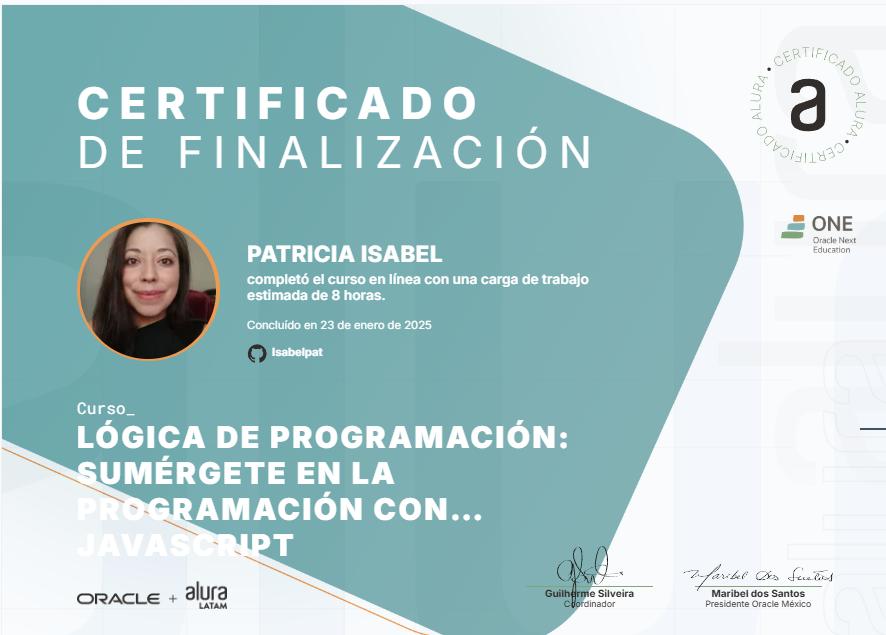 CERTIFICADO
DE FINALIZACIÓN
CERTIFICADO ALURA • CERTIFICADO ALURA •
a
ONE
Oracle Next
Education
PATRICIA ISABEL
completó el curso en línea con una carga de trabajo
estimada de 8 horas.
Concluído en 23 de enero de 2025
Isabelpat
Curso_
LÓGICA DE PROGRAMACIÓN:
SUMÉRGETE EN LA
PROGRAMACIÓN CON...
JAVASCRIPT
ORACLE + alura
LATAM
Guilherme Silveira
Coordinador
Maribel dos Santos
Maribel dos Santos
Presidente Oracle México